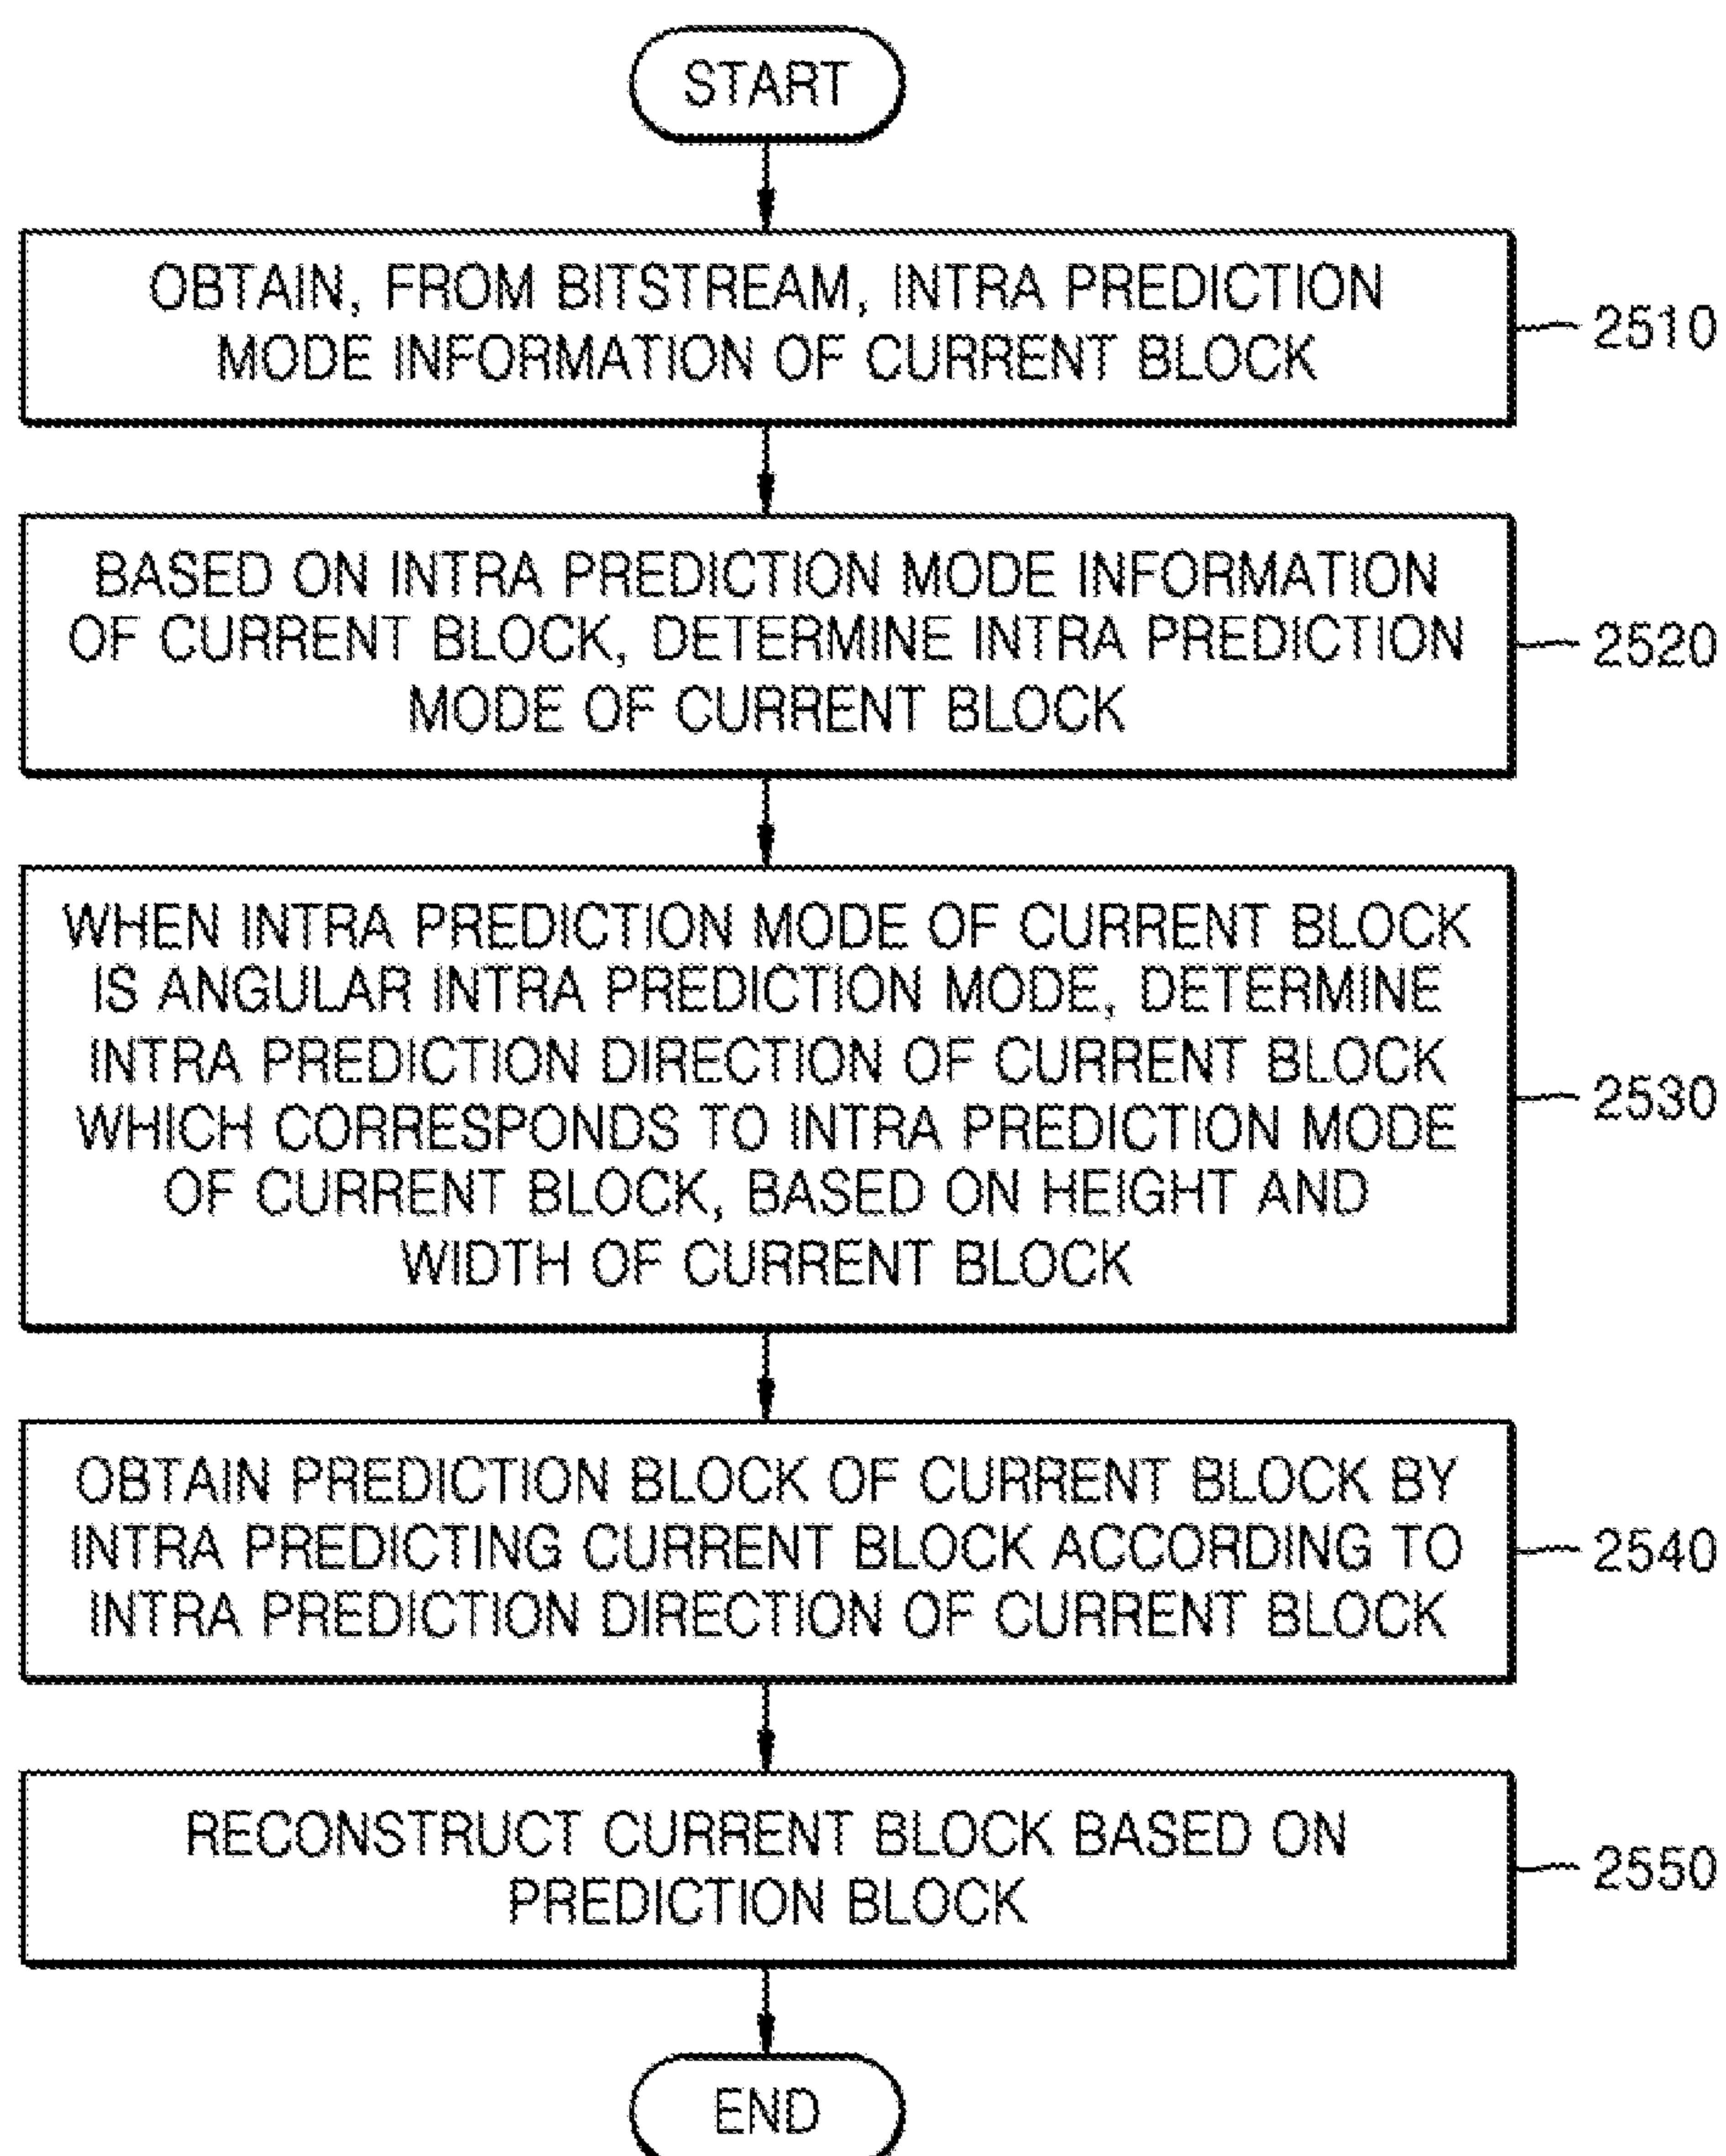 START
OBTAIN, FROM BITSTREAM, INTRA PREDICTION
MODE INFORMATION OF CURRENT BLOCK
2510
BASED ON INTRA PREDICTION MODE INFORMATION
OF CURRENT BLOCK, DETERMINE INTRA PREDICTION
MODE OF CURRENT BLOCK
2520
WHEN INTRA PREDICTION MODE OF CURRENT BLOCK
IS ANGULAR INTRA PREDICTION MODE, DETERMINE
INTRA PREDICTION DIRECTION OF CURRENT BLOCK
WHICH CORRESPONDS TO INTRA PREDICTION MODE
OF CURRENT BLOCK, BASED ON HEIGHT AND
WIDTH OF CURRENT BLOCK
2530
OBTAIN PREDICTION BLOCK OF CURRENT BLOCK BY
INTRA PREDICTING CURRENT BLOCK ACCORDING TO
INTRA PREDICTION DIRECTION OF CURRENT BLOCK
2540
RECONSTRUCT CURRENT BLOCK BASED ON
PREDICTION BLOCK
2550
END